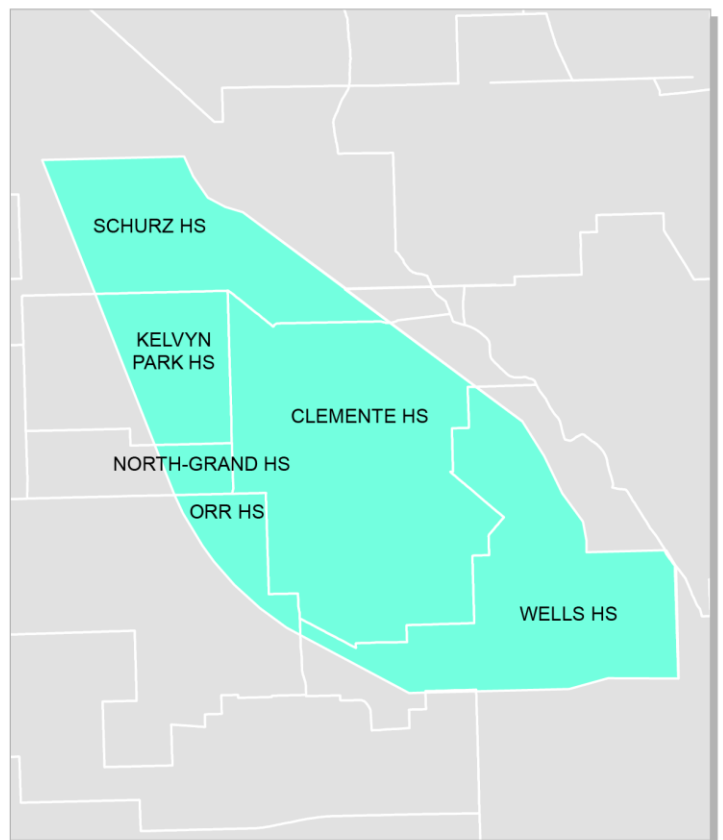 SCHURZ HS
KELVYN
PARK HS
CLEMENTE HS
NORTH-GRAND HS
ORR HS
WELLS HS